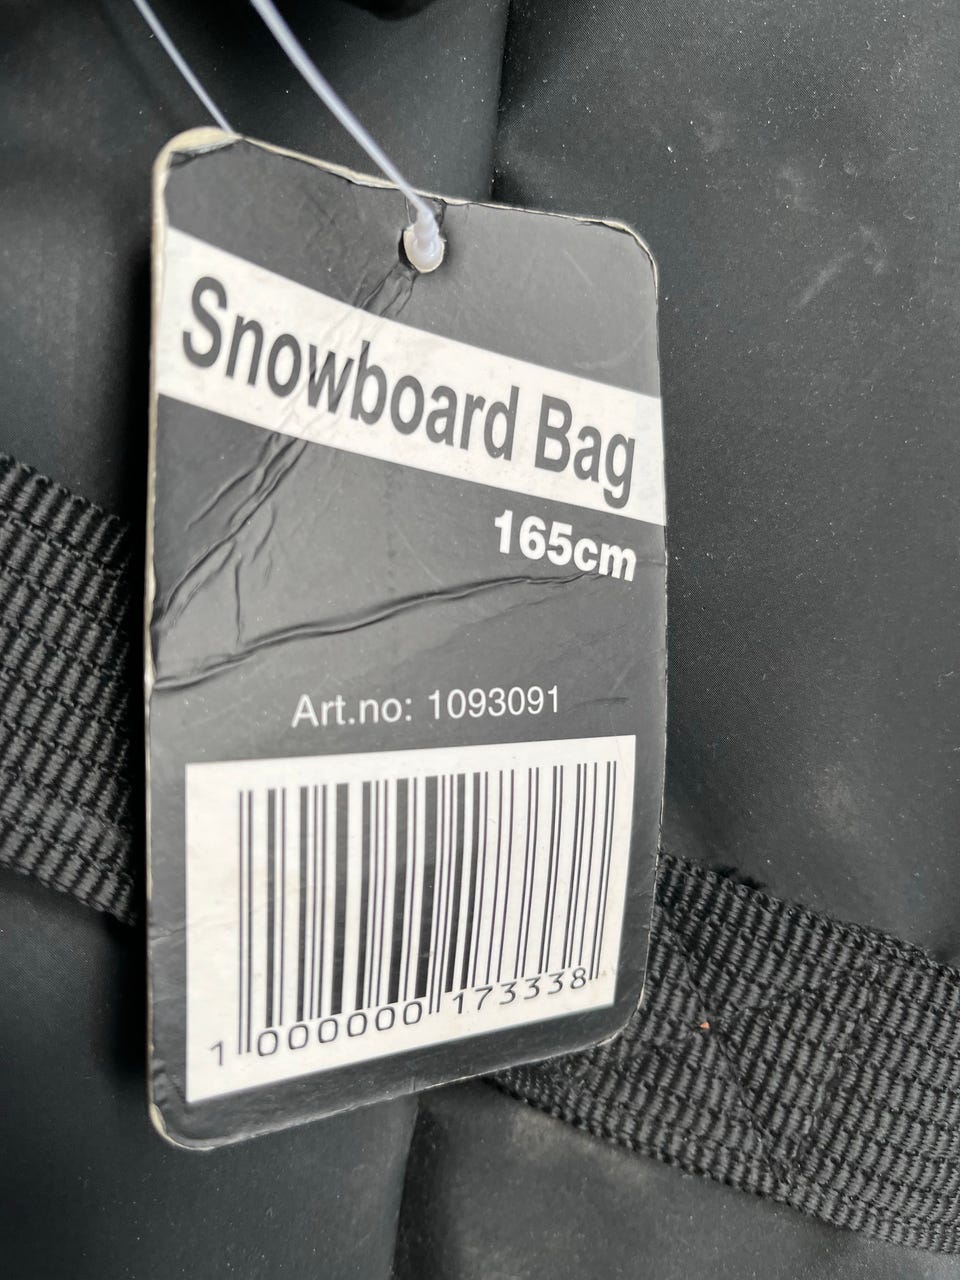 Snowboard Bag
165cm
Art.no: 1093091
1 000000 173338